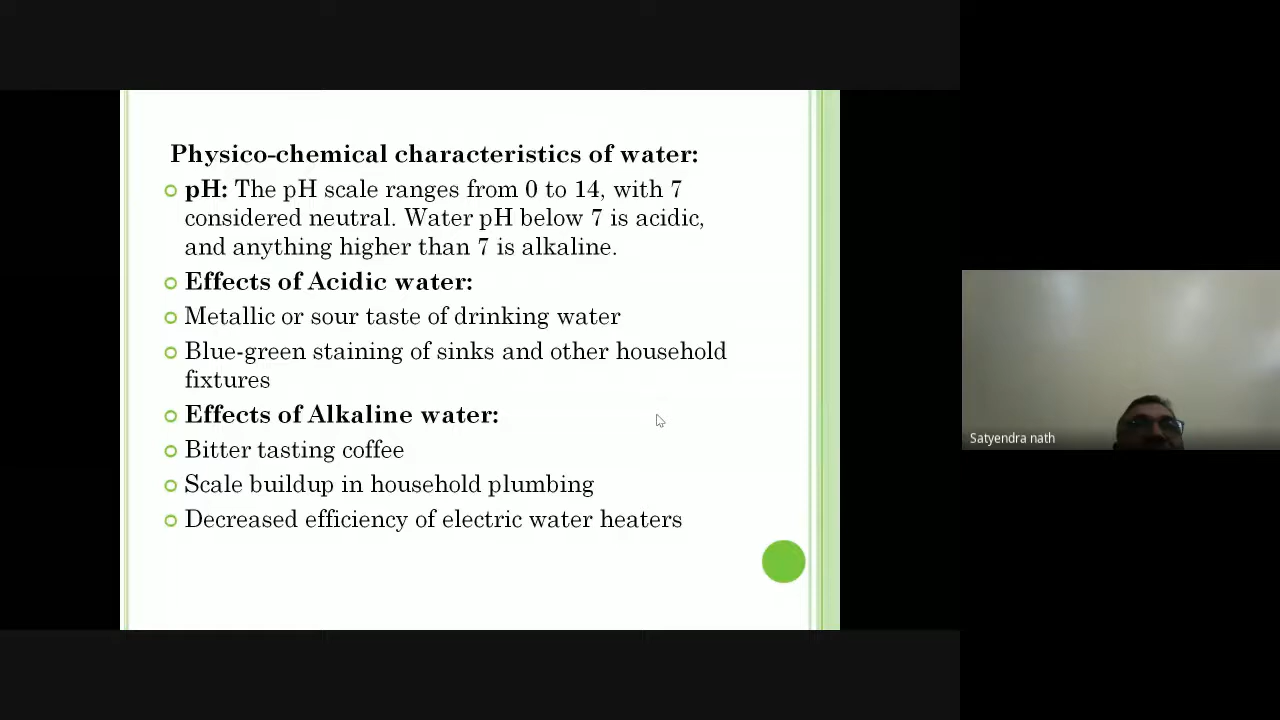 Physico-chemical characteristics of water:
pH: The pH scale ranges from 0 to 14, with 7
considered neutral. Water pH below 7 is acidic,
and anything higher than 7 is alkaline.
Effects of Acidic water:
Metallic or sour taste of drinking water
Blue-green staining of sinks and other household
fixtures
Effects of Alkaline water:
Bitter tasting coffee
Scale buildup in household plumbing
Decreased efficiency of electric water heaters
Satyendra nath